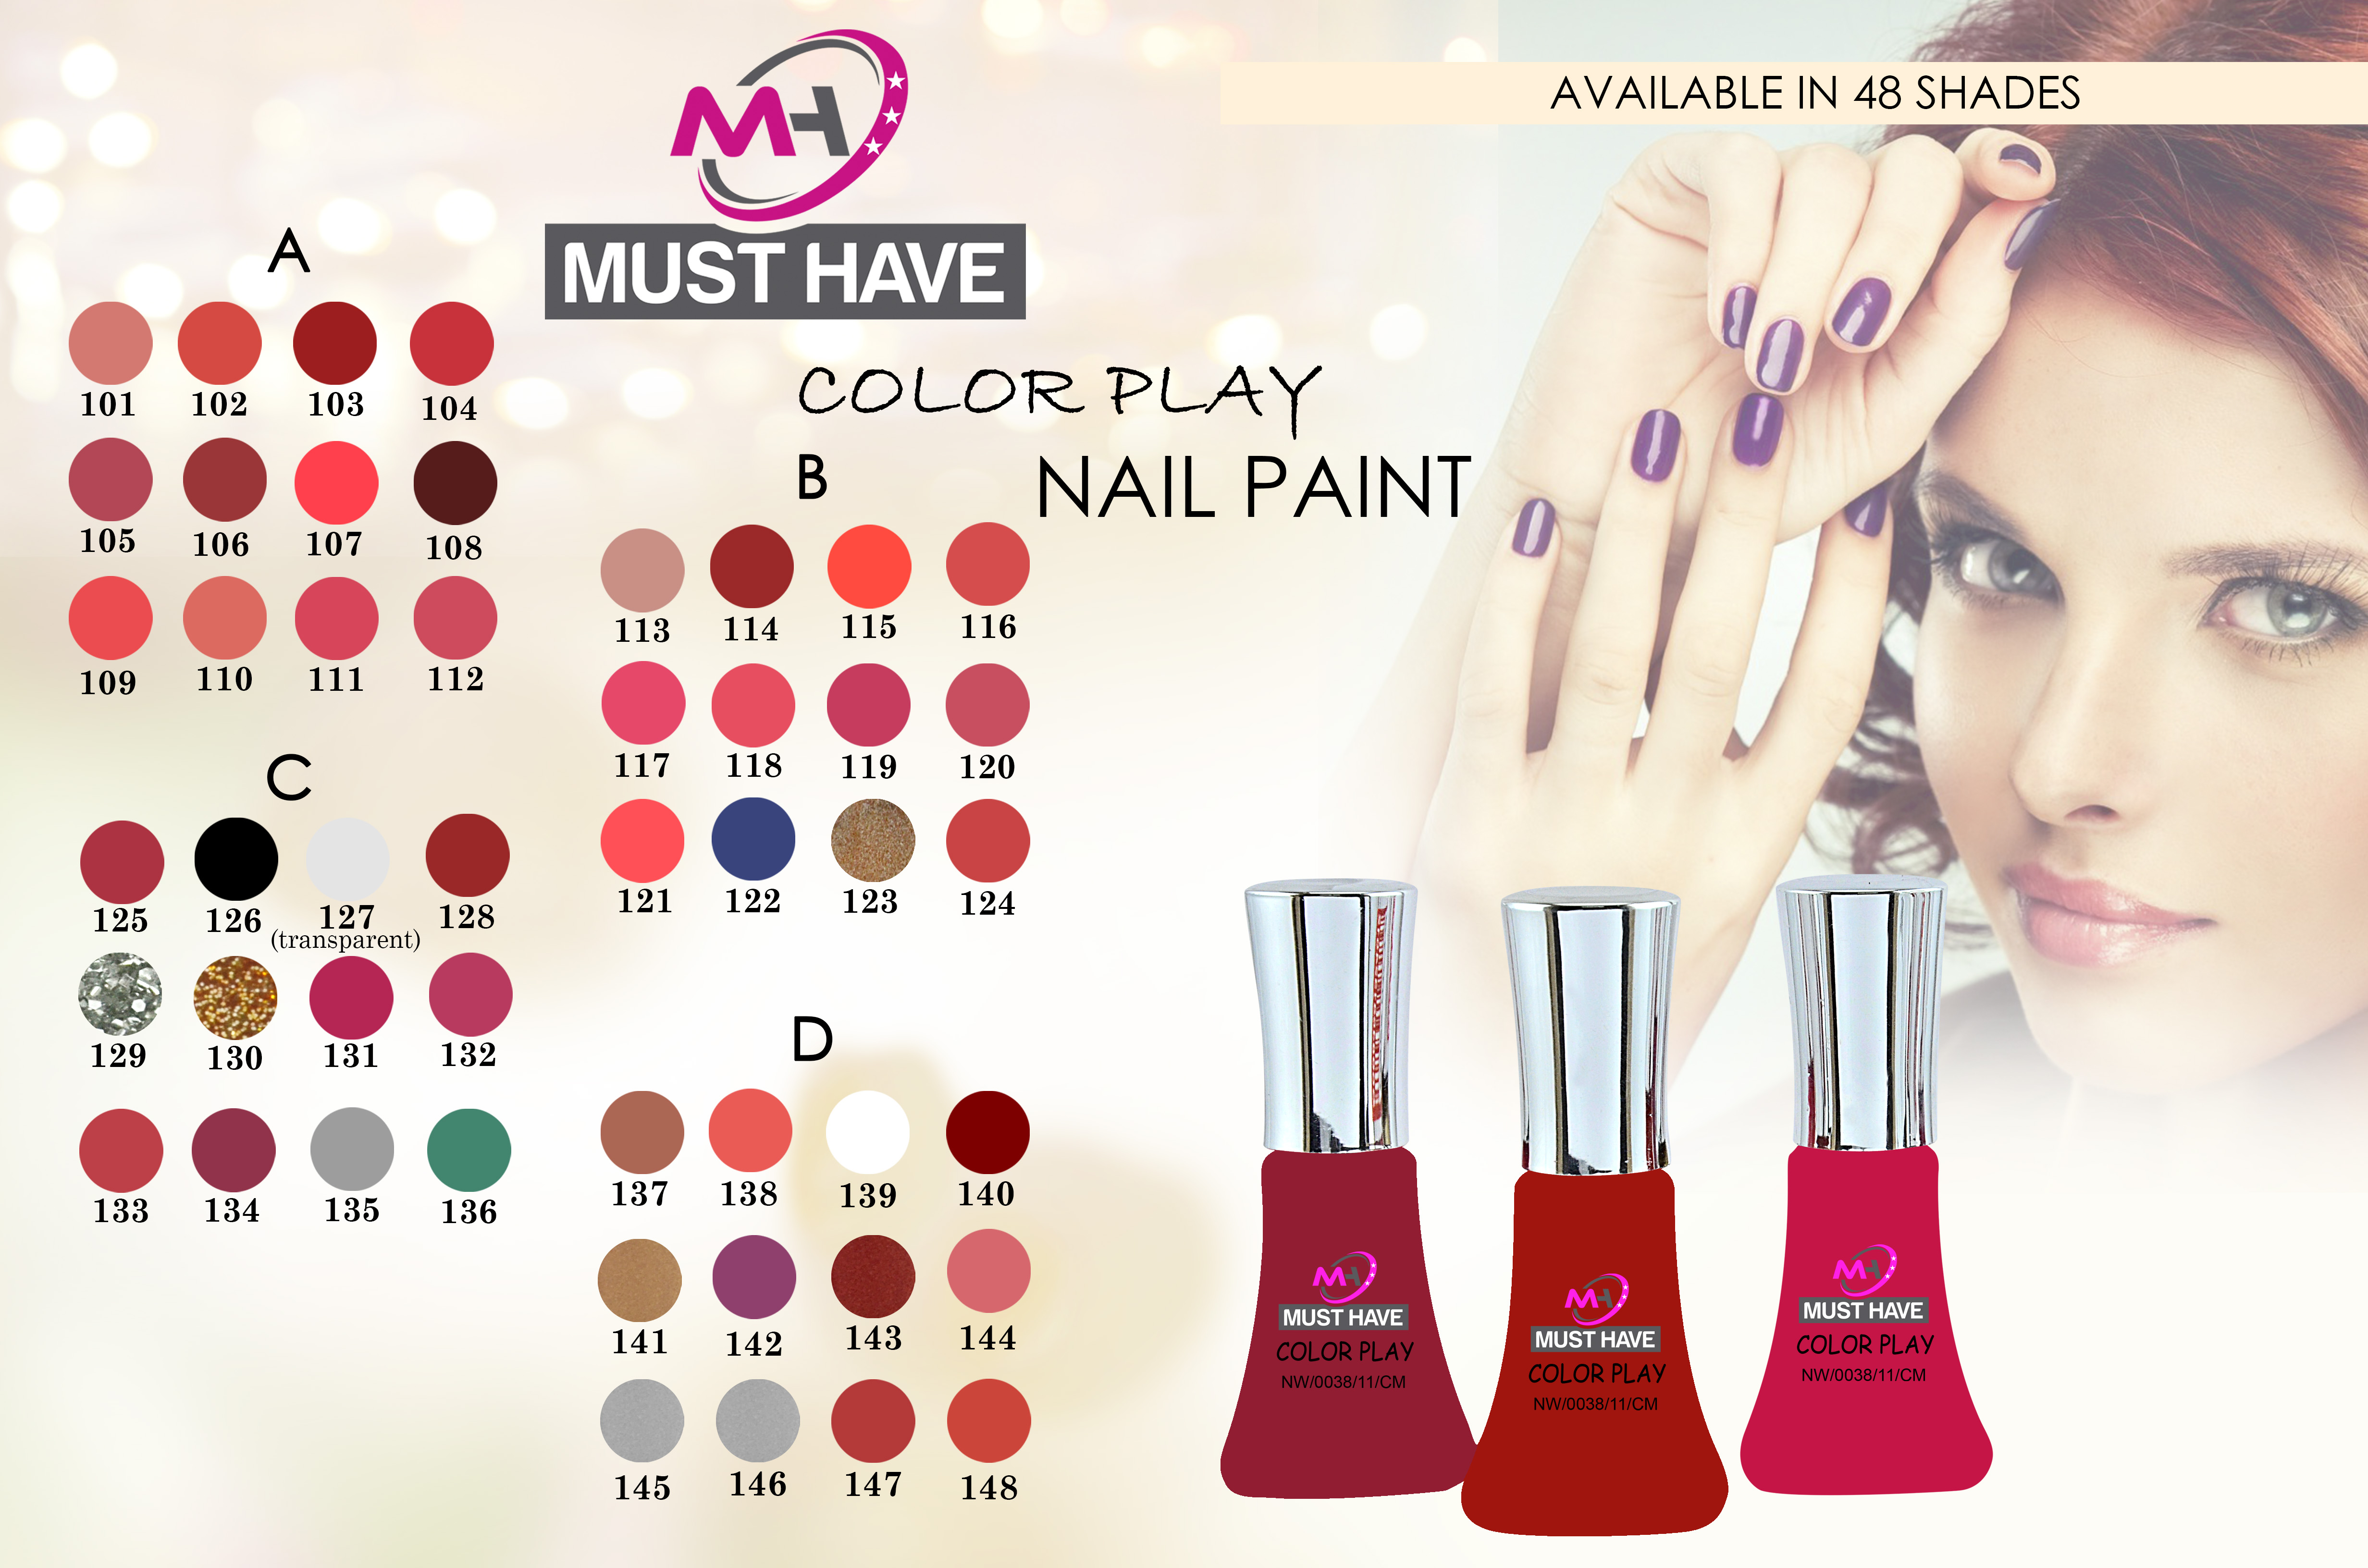 MH
MUST HAVE
AVAILABLE IN 48 SHADES
COLOR PLAY
NAIL PAINT
A
101 102 103 104
105 106 107 108
109 110 111 112
B
113 114 115 116
117 118 119 120
121 122 123 124
C
125 126 127 128
(transparent)
129 130 131 132
133 134 135 136
D
137 138 139 140
141 142 143 144
145 146 147 148
MH
MUST HAVE
COLOR PLAY
NW/0038/11/CM
MH
MUST HAVE
COLOR PLAY
NW/0038/11/CM
MH
MUST HAVE
COLOR PLAY
NW/0038/11/CM